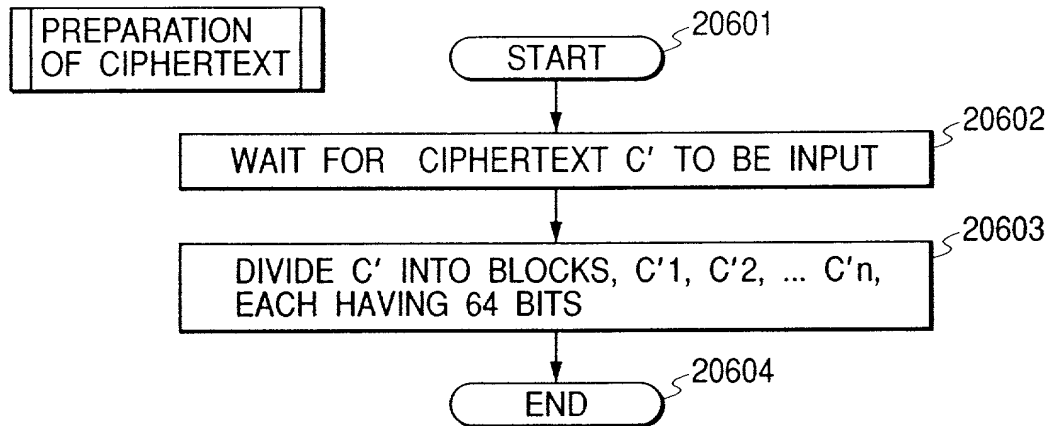 PREPARATION
OF CIPHERTEXT
20601
START
20602
WAIT FOR CIPHERTEXT C' TO BE INPUT
20603
DIVIDE C' INTO BLOCKS, C'1, C'2, ... C'n,
EACH HAVING 64 BITS
20604
END